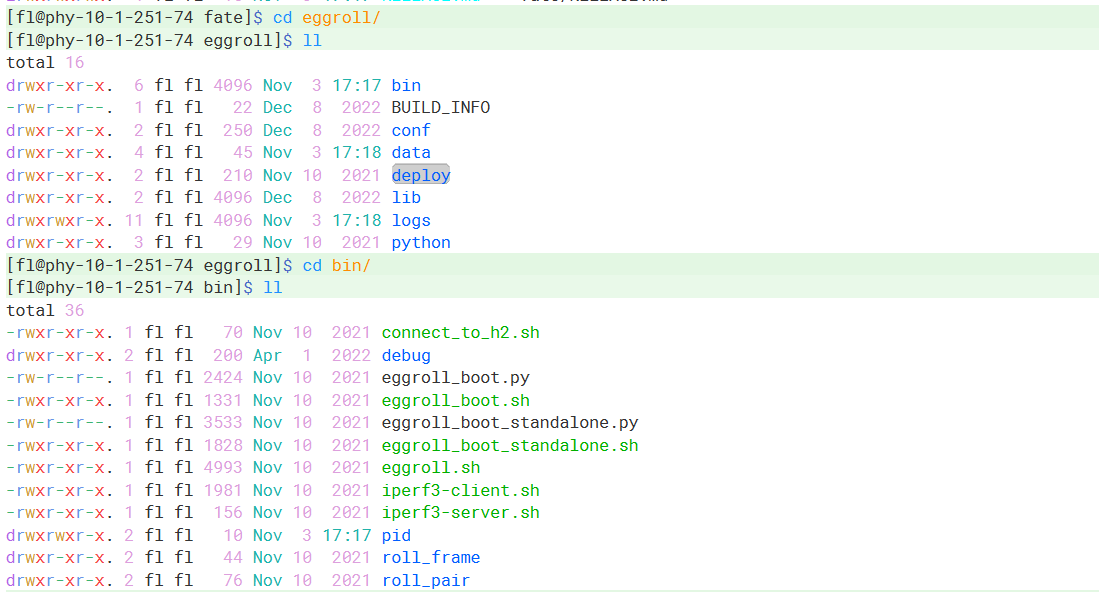 [fl@phy-10-1-251-74 fate]$ cd eggroll/
[fl@phy-10-1-251-74 eggroll]$ ll
total 16
drwxr-xr-x.  6 fl fl 4096 Nov  3 17:17 bin
-rw-r--r--.  1 fl fl   22 Dec  8  2022 BUILD_INFO
drwxr-xr-x.  2 fl fl  250 Dec  8  2022 conf
drwxr-xr-x.  4 fl fl   45 Nov  3 17:18 data
drwxr-xr-x.  2 fl fl  210 Nov 10  2021 deploy
drwxr-xr-x.  2 fl fl 4096 Dec  8  2022 lib
drwxrwxr-x. 11 fl fl 4096 Nov  3 17:18 logs
drwxr-xr-x.  3 fl fl   29 Nov 10  2021 python
[fl@phy-10-1-251-74 eggroll]$ cd bin/
[fl@phy-10-1-251-74 bin]$ ll
total 36
-rwxr-xr-x. 1 fl fl   70 Nov 10  2021 connect_to_h2.sh
drwxr-xr-x. 2 fl fl  200 Apr  1  2022 debug
-rw-r--r--. 1 fl fl 2424 Nov 10  2021 eggroll_boot.py
-rwxr-xr-x. 1 fl fl 1331 Nov 10  2021 eggroll_boot.sh
-rw-r--r--. 1 fl fl 3533 Nov 10  2021 eggroll_boot_standalone.py
-rwxr-xr-x. 1 fl fl 1828 Nov 10  2021 eggroll_boot_standalone.sh
-rwxr-xr-x. 1 fl fl 4993 Nov 10  2021 eggroll.sh
-rwxr-xr-x. 1 fl fl 1981 Nov 10  2021 iperf3-client.sh
-rwxr-xr-x. 1 fl fl  156 Nov 10  2021 iperf3-server.sh
drwxrwxr-x. 2 fl fl   10 Nov  3 17:17 pid
drwxr-xr-x. 2 fl fl   44 Nov 10  2021 roll_frame
drwxr-xr-x. 2 fl fl   76 Nov 10  2021 roll_pair